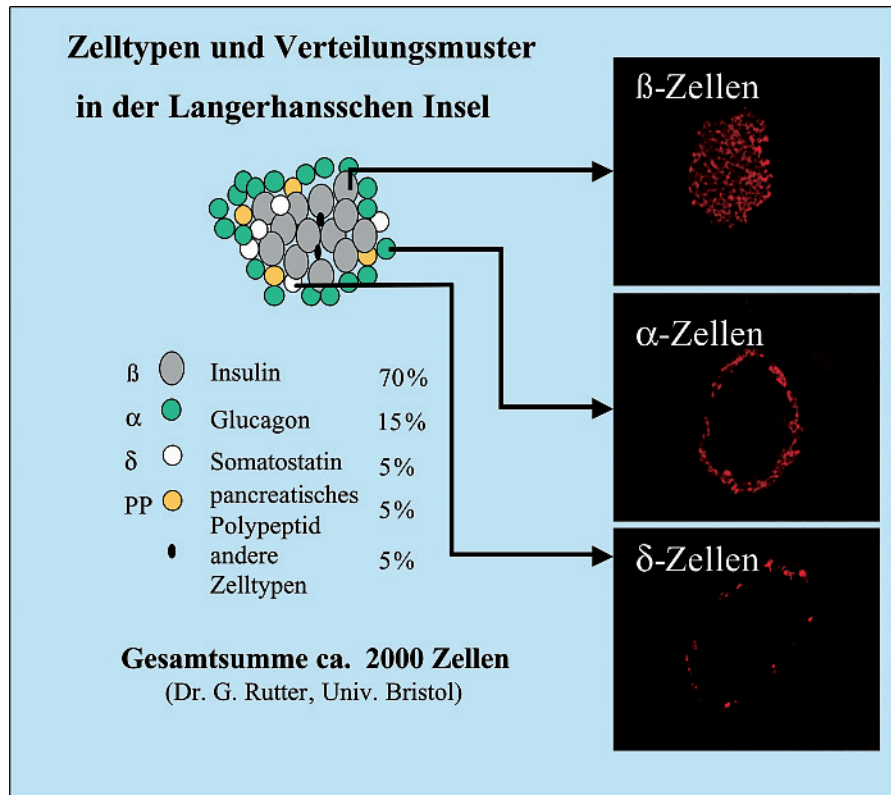 Zelltypen und Verteilungsmuster
in der Langerhansschen Insel
ß-Zellen
α-Zellen
δ-Zellen
ß Insulin 70%
α Glucagon 15%
δ Somatostatin 5%
PP pancreatisches
Polypeptid 5%
andere
Zelltypen 5%
Gesamtsumme ca. 2000 Zellen
(Dr. G. Rutter, Univ. Bristol)